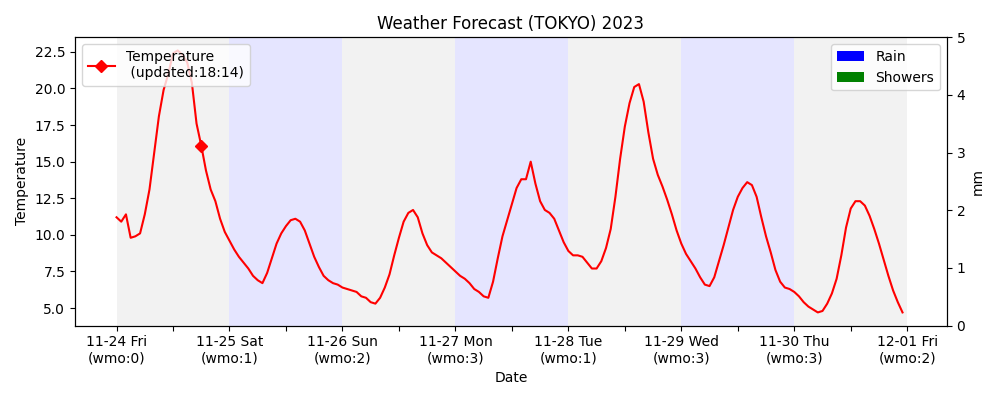 Weather Forecast (TOKYO) 2023
Temperature
(updated:18:14)
Rain
Showers
Temperature
22.5
20.0
17.5
15.0
12.5
10.0
7.5
5.0
5
4
3
2
1
0
mm
11-24 Fri
(wmo:0)
11-25 Sat
(wmo:1)
11-26 Sun
(wmo:2)
11-27 Mon
(wmo:3)
11-28 Tue
(wmo:1)
11-29 Wed
(wmo:3)
11-30 Thu
(wmo:3)
12-01 Fri
(wmo:2)
Date